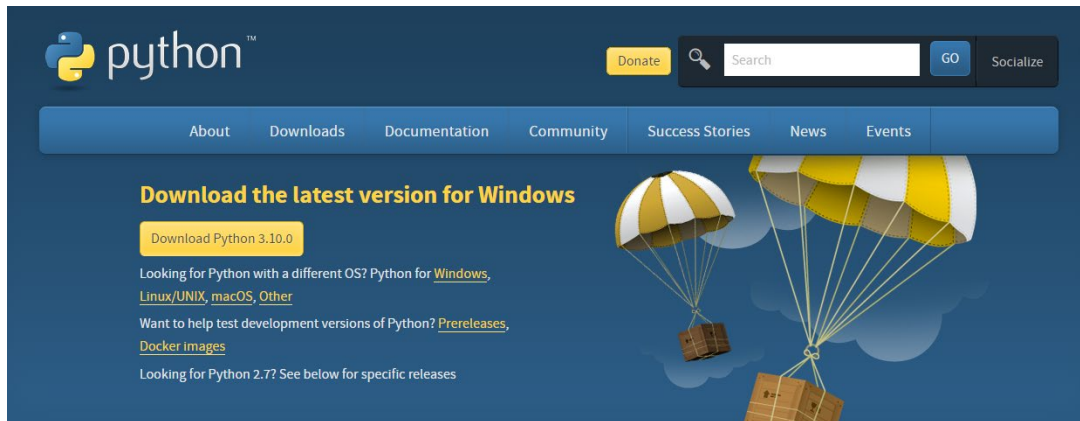 python™
Donate
Search
GO
Socialize
About Downloads Documentation Community Success Stories News Events
Download the latest version for Windows
Download Python 3.10.0
Looking for Python with a different OS? Python for Windows,
Linux/UNIX, macOS, Other
Want to help test development versions of Python? Prereleases,
Docker images
Looking for Python 2.7? See below for specific releases